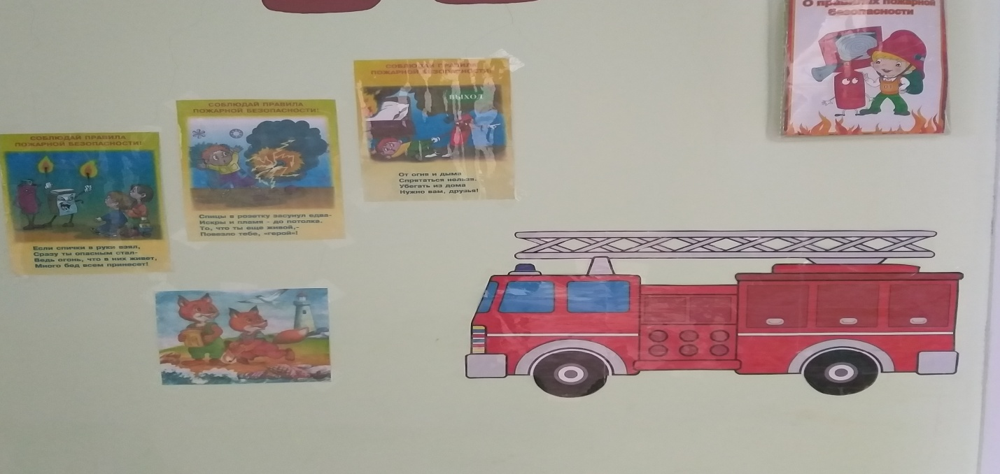 СОБЛЮДАЙ ПРАВИЛА
ПОЖАРНОЙ БЕЗОПАСНОСТИ!
Если спички в руки взял,
Сразу ты опасным стал-
Ведь огонь, что в них живет,
Много бед всем принесет!
СОБЛЮДАЙ ПРАВИЛА
ПОЖАРНОЙ БЕЗОПАСНОСТИ!
Спицы в розетку засунул едва-
Искры и пламя - до потолка.
То, что ты еще живой,-
Повезло тебе, «герой»!
СОБЛЮДАЙ ПРАВИЛА
ПОЖАРНОЙ БЕЗОПАСНОСТИ!
ВЫХОД
От огня и дыма
Спрятаться нельзя.
Убегать из дома
Нужно вам, друзья!
О правилах пожарной
безопасности